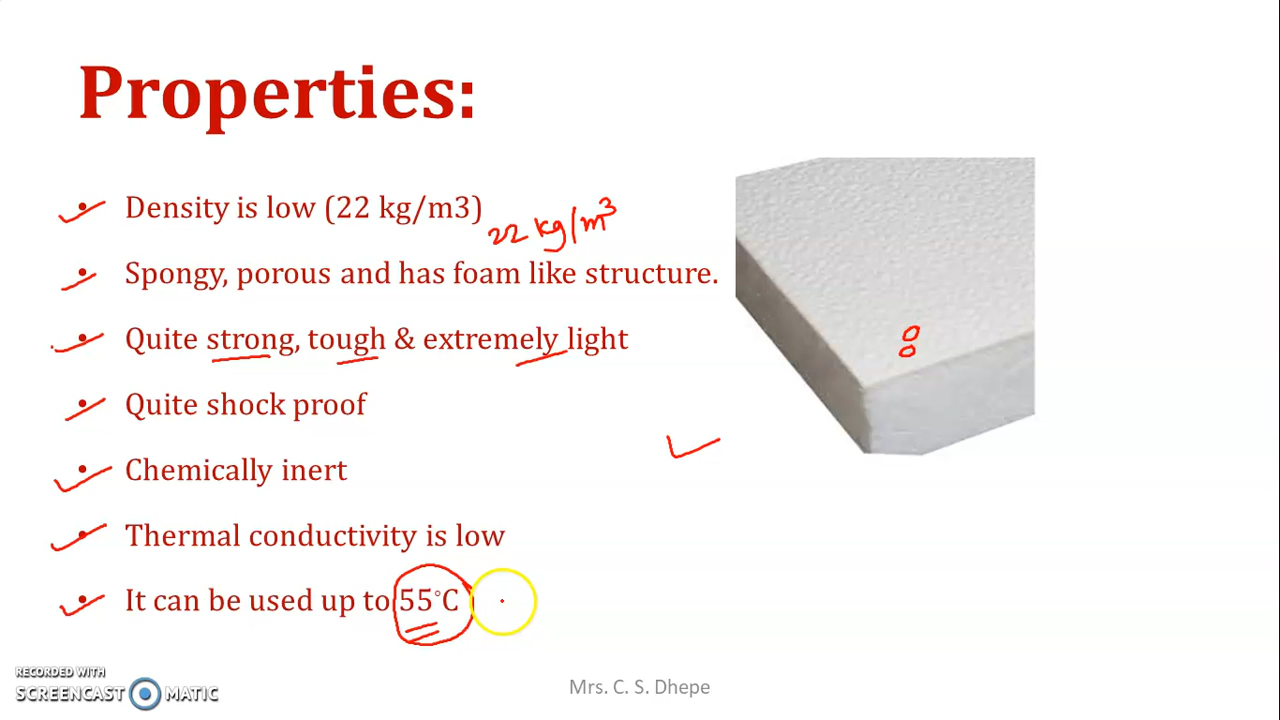 Properties:
• Density is low (22 kg/m3)
22 kg/m³
• Spongy, porous and has foam like structure.
• Quite strong, tough & extremely light
• Quite shock proof
• Chemically inert
• Thermal conductivity is low
• It can be used up to 55°C
RECORDED WITH
SCREENCAST MATIC
Mrs. C. S. Dhepe